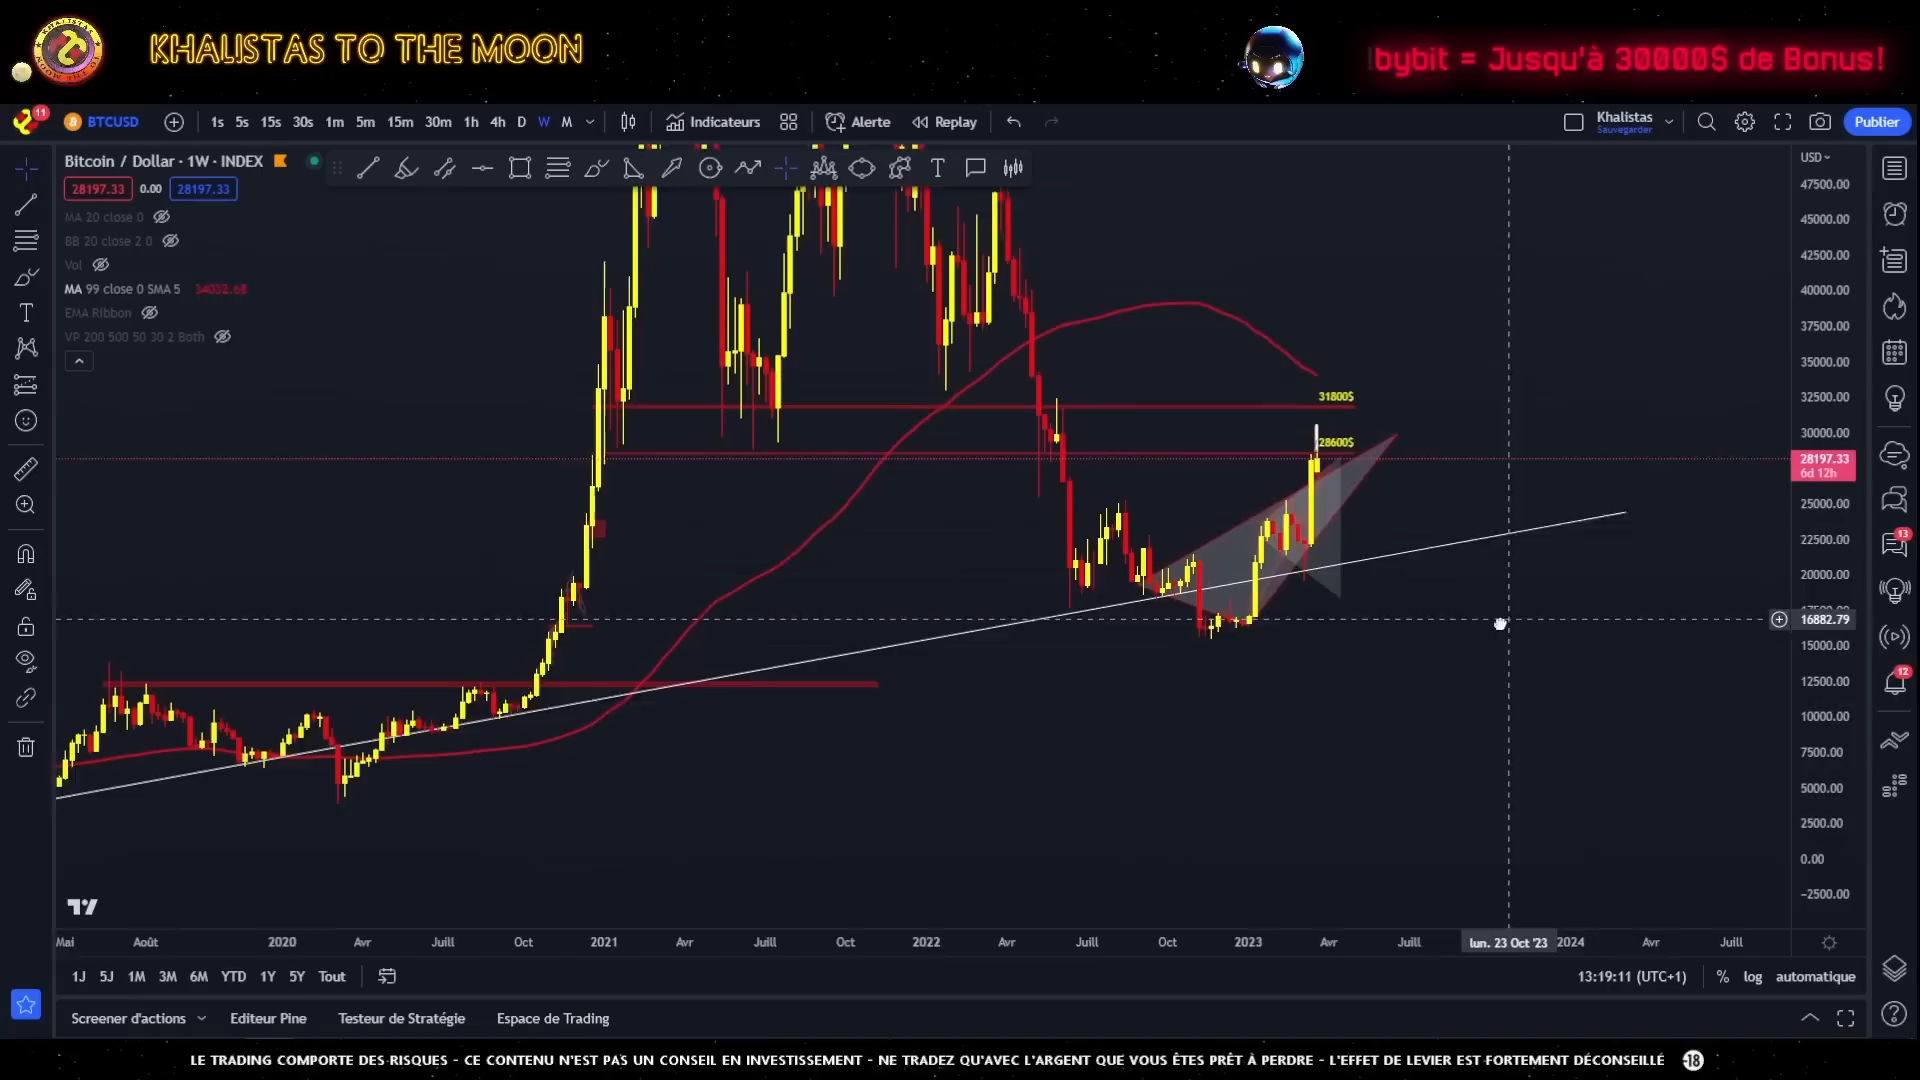 KHALISTAS TO THE MOON
bybit = Jusqu'à 30000$ de Bonus!
11
BTCUSD
1s 5s 15s 30s 1m 5m 15m 30m 1h 4h D W M
Indicateurs
Alerte
Replay
Khalistas
Sauvegarder
Publier
Bitcoin / Dollar · 1W · INDEX
28197.33 0.00 28197.33
MA 20 close 0
BB 20 close 2 0
Vol
MA 99 close 0 SMA 5 34032.68
EMA Ribbon
VP 200 500 50 30 2 Both
USD
47500.00
45000.00
42500.00
40000.00
37500.00
35000.00
32500.00
30000.00
28197.33
6d 12h
25000.00
22500.00
20000.00
17500.00
16882.79
15000.00
12500.00
10000.00
7500.00
5000.00
2500.00
0.00
−2500.00
31800$
28600$
13
12
Mai Août 2020 Avr Juill Oct 2021 Avr Juill Oct 2022 Avr Juill Oct 2023 Avr Juill lun. 23 Oct '23 2024 Avr Juill
1J 5J 1M 3M 6M YTD 1Y 5Y Tout
13:19:11 (UTC+1) % log automatique
Screener d'actions Editeur Pine Testeur de Stratégie Espace de Trading
LE TRADING COMPORTE DES RISQUES - CE CONTENU N'EST PAS UN CONSEIL EN INVESTISSEMENT - NE TRADEZ QU'AVEC L'ARGENT QUE VOUS ÊTES PRÊT À PERDRE - L'EFFET DE LEVIER EST FORTEMENT DÉCONSEILLÉ -18